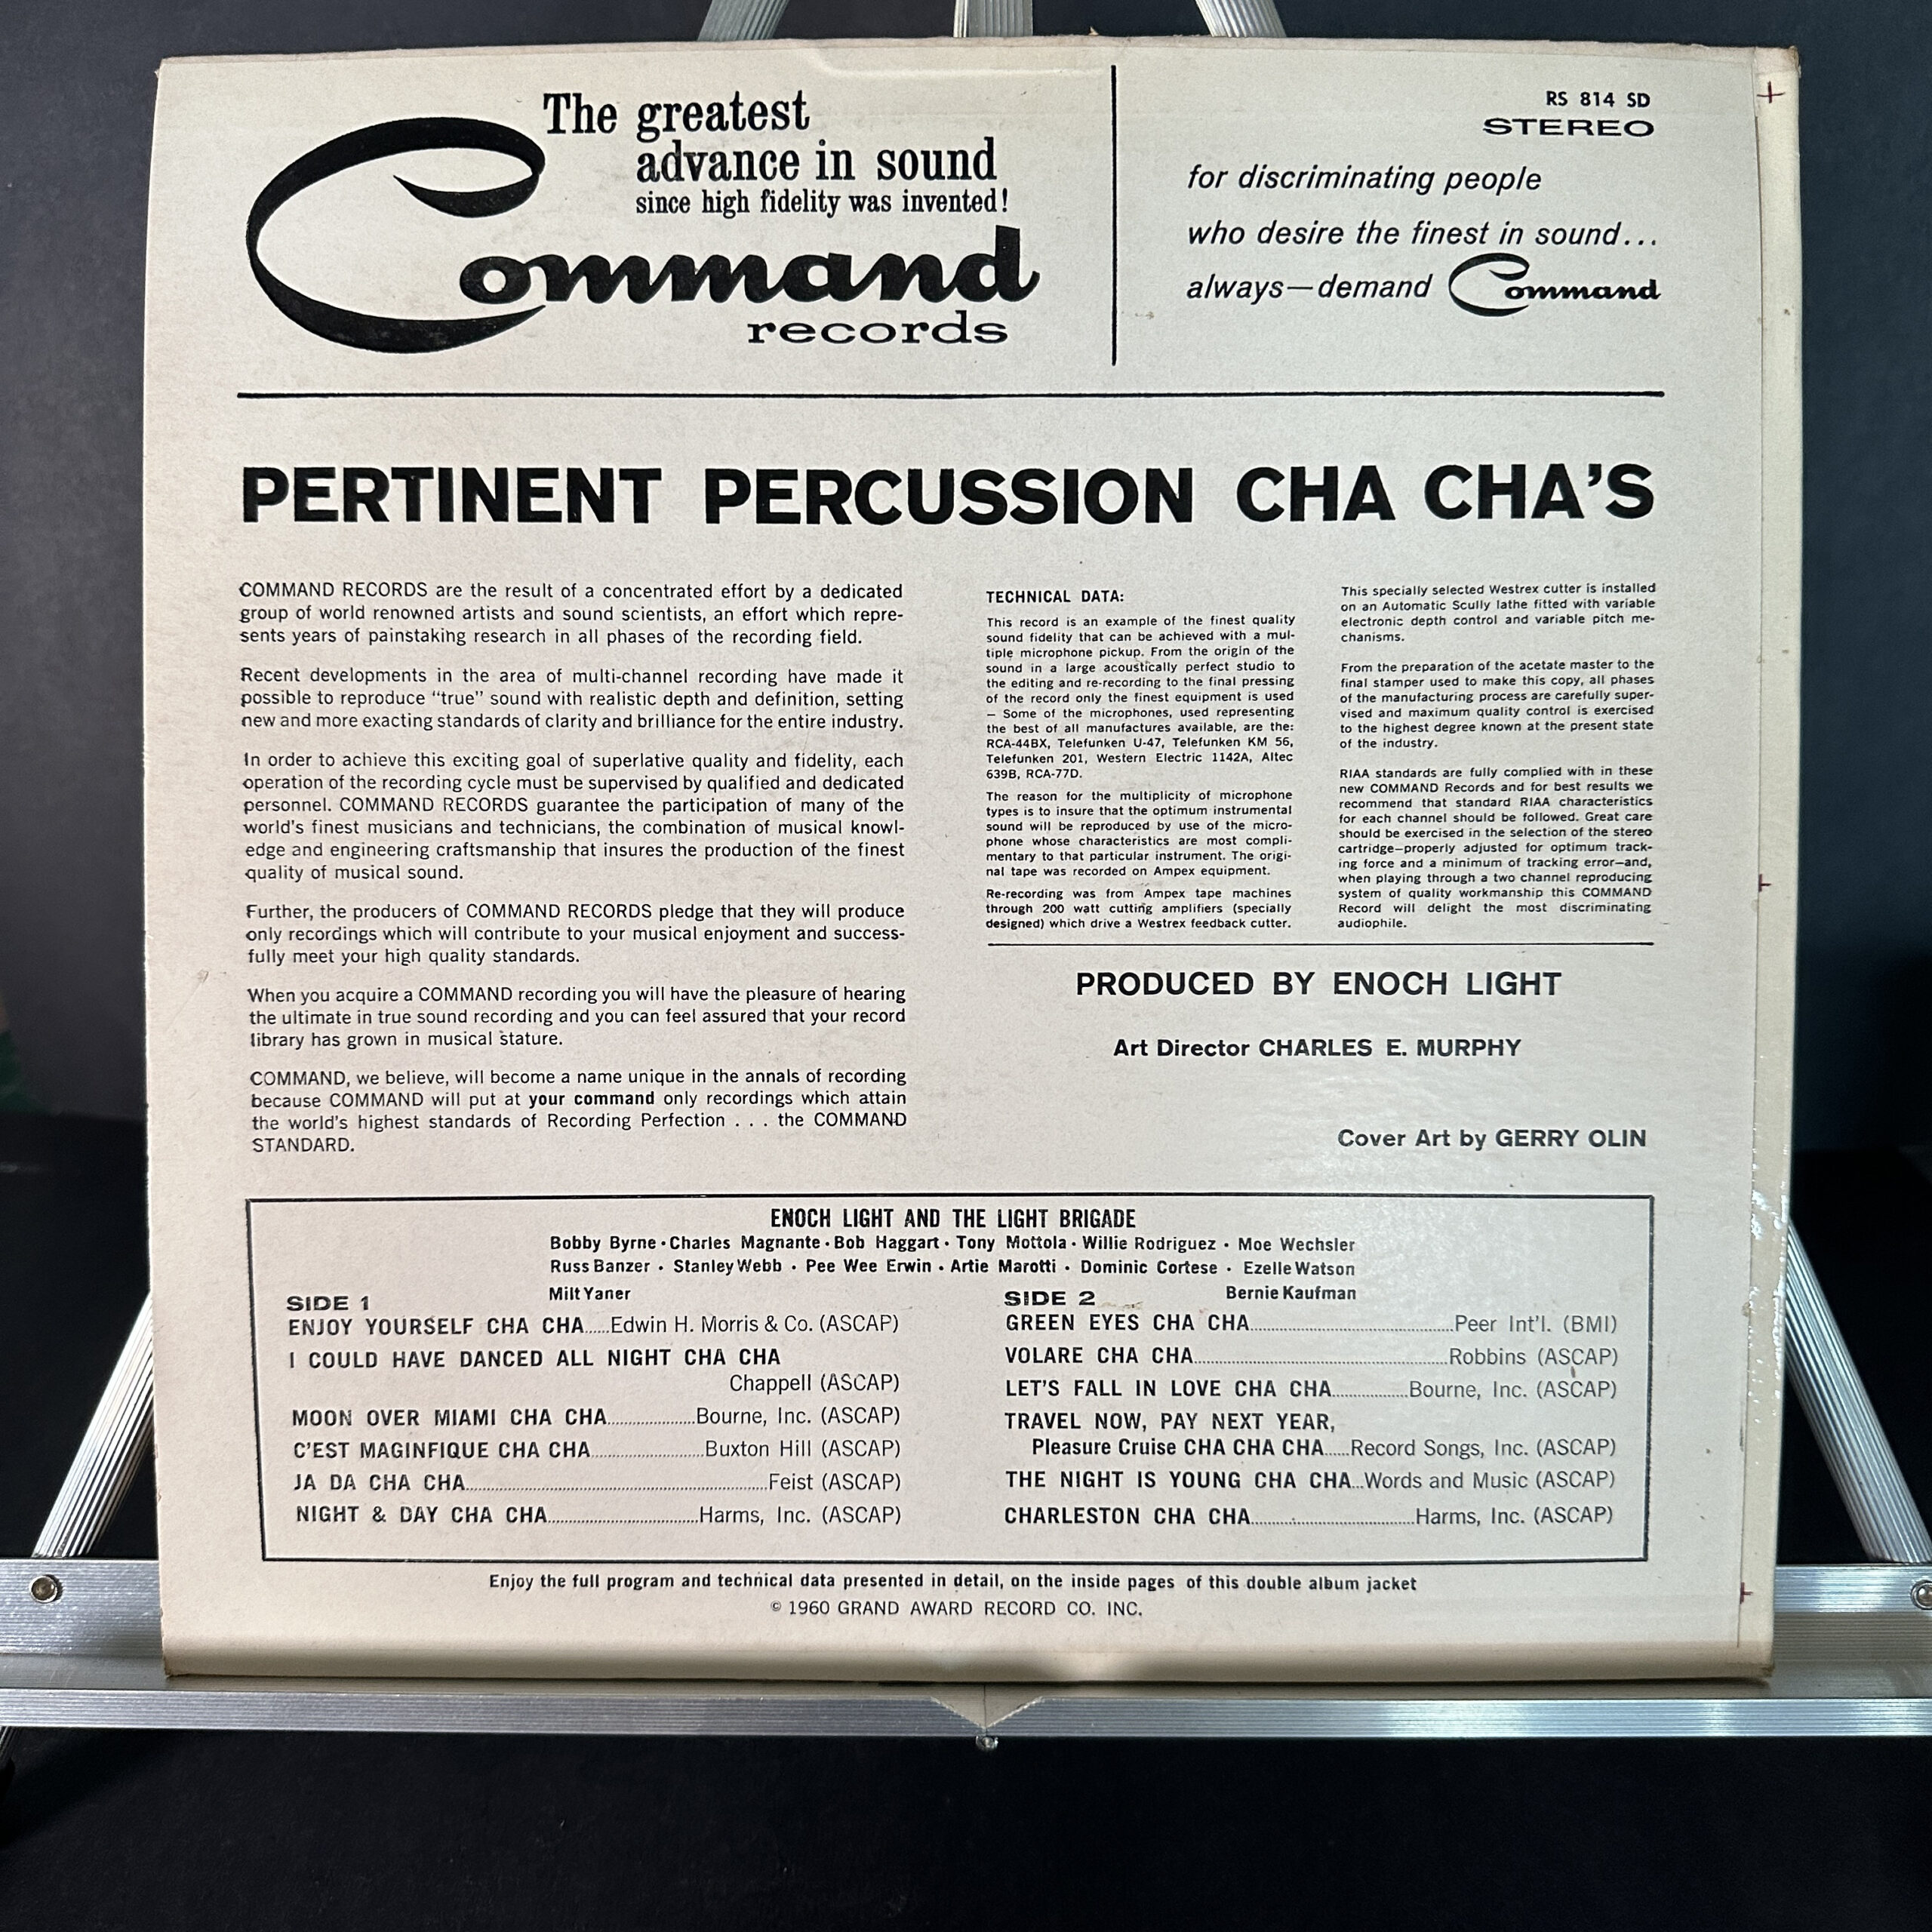 The greatest
advance in sound
since high fidelity was invented!
Command
records
RS 814 SD
STEREO
for discriminating people
who desire the finest in sound...
always—demand Command
PERTINENT PERCUSSION CHA CHA'S
COMMAND RECORDS are the result of a concentrated effort by a dedicated
group of world renowned artists and sound scientists, an effort which repre-
sents years of painstaking research in all phases of the recording field.
Recent developments in the area of multi-channel recording have made it
possible to reproduce “true” sound with realistic depth and definition, setting
new and more exacting standards of clarity and brilliance for the entire industry.
In order to achieve this exciting goal of superlative quality and fidelity, each
operation of the recording cycle must be supervised by qualified and dedicated
personnel. COMMAND RECORDS guarantee the participation of many of the
world's finest musicians and technicians, the combination of musical knowl-
edge and engineering craftsmanship that insures the production of the finest
quality of musical sound.
Further, the producers of COMMAND RECORDS pledge that they will produce
only recordings which will contribute to your musical enjoyment and success-
fully meet your high quality standards.
When you acquire a COMMAND recording you will have the pleasure of hearing
the ultimate in true sound recording and you can feel assured that your record
library has grown in musical stature.
COMMAND, we believe, will become a name unique in the annals of recording
because COMMAND will put at your command only recordings which attain
the world's highest standards of Recording Perfection . . . the COMMAND
STANDARD.
TECHNICAL DATA:
This record is an example of the finest quality
sound fidelity that can be achieved with a mul-
tiple microphone pickup. From the origin of the
sound in a large acoustically perfect studio to
the editing and re-recording to the final pressing
of the record only the finest equipment is used
— Some of the microphones, used representing
the best of all manufactures available, are the:
RCA-44BX, Telefunken U-47, Telefunken KM 56,
Telefunken 201, Western Electric 1142A, Altec
639B, RCA-77D.
The reason for the multiplicity of microphone
types is to insure that the optimum instrumental
sound will be reproduced by use of the micro-
phone whose characteristics are most compli-
mentary to that particular instrument. The origi-
nal tape was recorded on Ampex equipment.
Re-recording was from Ampex tape machines
through 200 watt cutting amplifiers (specially
designed) which drive a Westrex feedback cutter.
This specially selected Westrex cutter is installed
on an Automatic Scully lathe fitted with variable
electronic depth control and variable pitch me-
chanisms.
From the preparation of the acetate master to the
final stamper used to make this copy, all phases
of the manufacturing process are carefully super-
vised and maximum quality control is exercised
to the highest degree known at the present state
of the industry.
RIAA standards are fully complied with in these
new COMMAND Records and for best results we
recommend that standard RIAA characteristics
for each channel should be followed. Great care
should be exercised in the selection of the stereo
cartridge—properly adjusted for optimum track-
ing force and a minimum of tracking error—and,
when playing through a two channel reproducing
system of quality workmanship this COMMAND
Record will delight the most discriminating
audiophile.
PRODUCED BY ENOCH LIGHT
Art Director CHARLES E. MURPHY
Cover Art by GERRY OLIN
ENOCH LIGHT AND THE LIGHT BRIGADE
Bobby Byrne • Charles Magnante • Bob Haggart • Tony Mottola • Willie Rodriguez • Moe Wechsler
Russ Banzer • Stanley Webb • Pee Wee Erwin • Artie Marotti • Dominic Cortese • Ezelle Watson
Milt Yaner Bernie Kaufman
SIDE 1
ENJOY YOURSELF CHA CHA......Edwin H. Morris & Co. (ASCAP)
I COULD HAVE DANCED ALL NIGHT CHA CHA
Chappell (ASCAP)
MOON OVER MIAMI CHA CHA......Bourne, Inc. (ASCAP)
C'EST MAGINFIQUE CHA CHA......Buxton Hill (ASCAP)
JA DA CHA CHA......Feist (ASCAP)
NIGHT & DAY CHA CHA......Harms, Inc. (ASCAP)
SIDE 2
GREEN EYES CHA CHA......Peer Int'l. (BMI)
VOLARE CHA CHA......Robbins (ASCAP)
LET'S FALL IN LOVE CHA CHA......Bourne, Inc. (ASCAP)
TRAVEL NOW, PAY NEXT YEAR,
Pleasure Cruise CHA CHA CHA......Record Songs, Inc. (ASCAP)
THE NIGHT IS YOUNG CHA CHA...Words and Music (ASCAP)
CHARLESTON CHA CHA......Harms, Inc. (ASCAP)
Enjoy the full program and technical data presented in detail, on the inside pages of this double album jacket
© 1960 GRAND AWARD RECORD CO. INC.